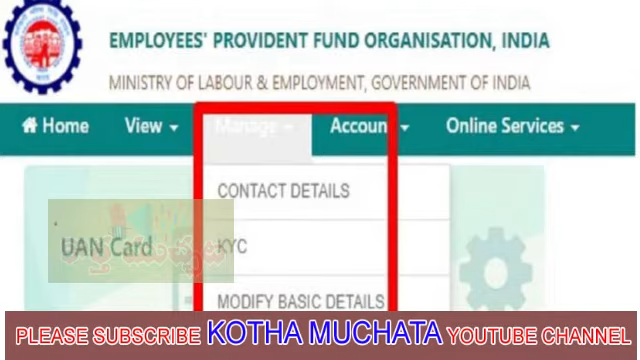 EMPLOYEES' PROVIDENT FUND ORGANISATION, INDIA
MINISTRY OF LABOUR & EMPLOYMENT, GOVERNMENT OF INDIA
Home View Manage Account Online Services
CONTACT DETAILS
UAN Card
KYC
MODIFY BASIC DETAILS
PLEASE SUBSCRIBE KOTHA MUCHATA YOUTUBE CHANNEL